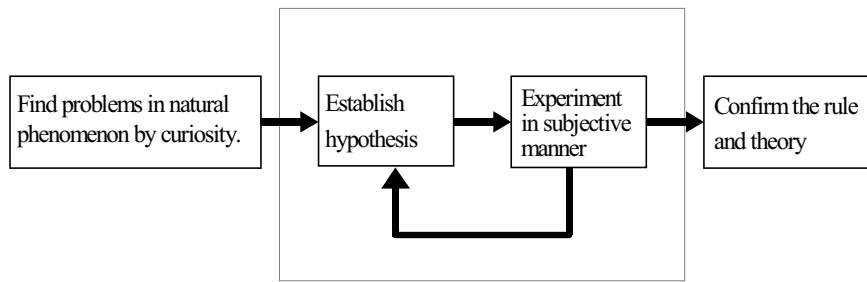 Find problems in natural
phenomenon by curiosity.
Establish
hypothesis
Experiment
in subjective
manner
Confirm the rule
and theory